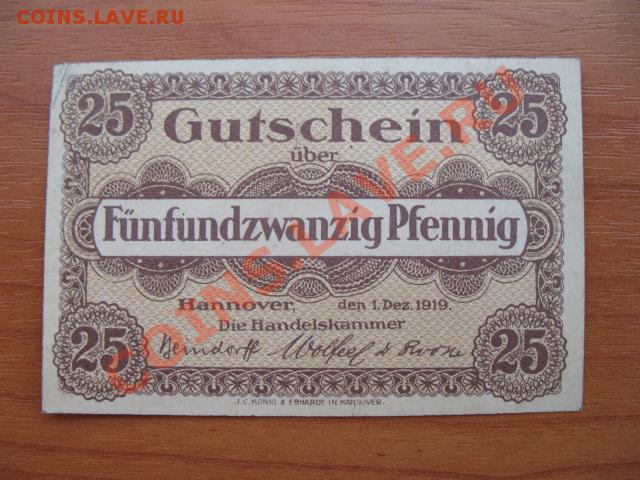 COINS.LAVE.RU
25 Gutschein 25
über
Fünfundzwanzig Pfennig
Hannover, den 1. Dez. 1919.
Die Handelskammer
25 25
J. C. KÖNIG & EBHARDT IN HANNOVER.
COINS.LAVE.RU